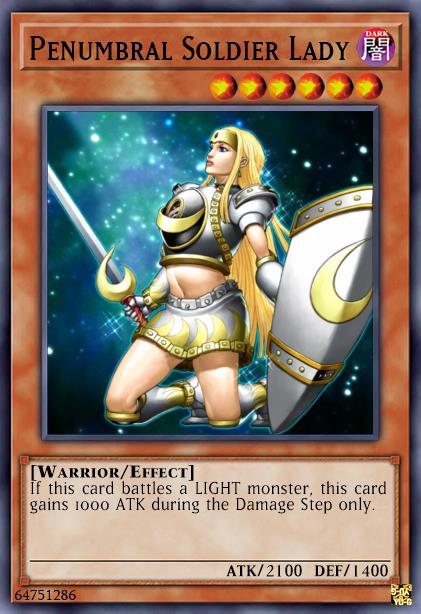 Penumbral Soldier Lady
DARK
闇
[Warrior/Effect]
If this card battles a LIGHT monster, this card
gains 1000 ATK during the Damage Step only.
ATK/2100 DEF/1400
64751286